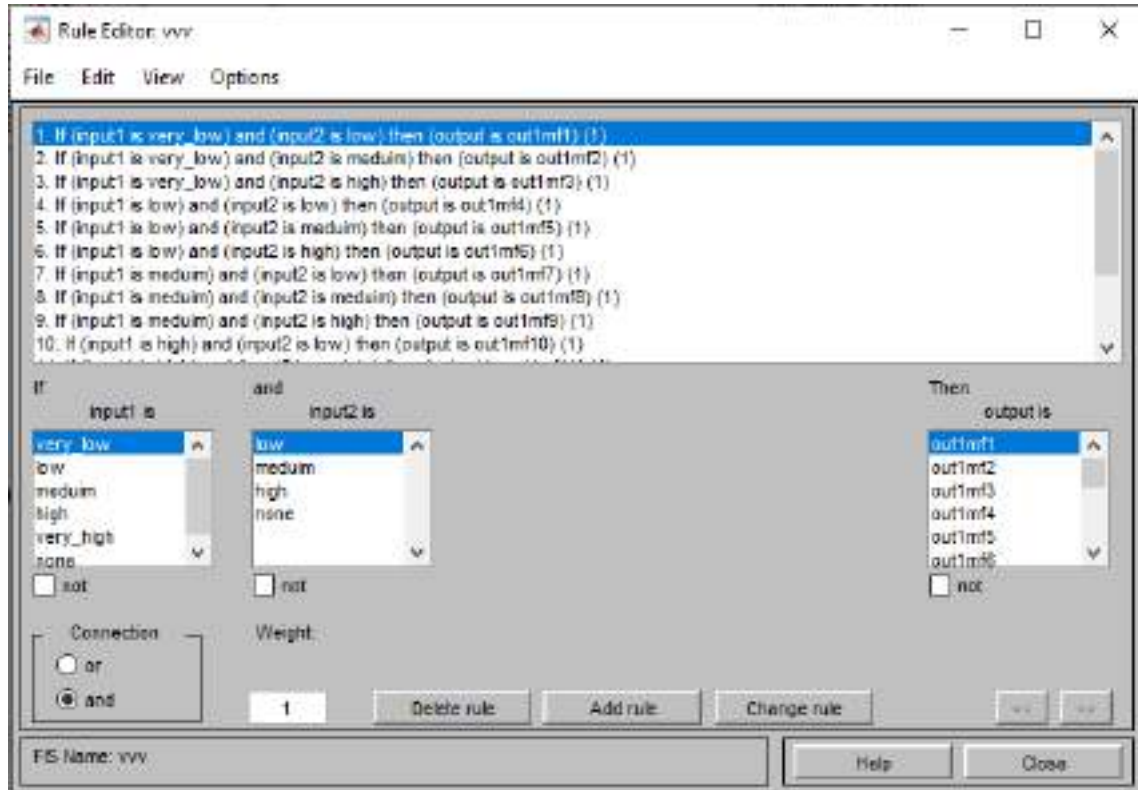 Rule Editor: vvv
File Edit View Options
1. If (input1 is very_low) and (input2 is low) then (output is out1mf1) (1)
2. If (input1 is very_low) and (input2 is meduim) then (output is out1mf2) (1)
3. If (input1 is very_low) and (input2 is high) then (output is out1mf3) (1)
4. If (input1 is low) and (input2 is low) then (output is out1mf4) (1)
5. If (input1 is low) and (input2 is meduim) then (output is out1mf5) (1)
6. If (input1 is low) and (input2 is high) then (output is out1mf6) (1)
7. If (input1 is meduim) and (input2 is low) then (output is out1mf7) (1)
8. If (input1 is meduim) and (input2 is meduim) then (output is out1mf8) (1)
9. If (input1 is meduim) and (input2 is high) then (output is out1mf9) (1)
10. If (input1 is high) and (input2 is low) then (output is out1mf10) (1)
If and Then
input1 is input2 is output is
very_low low out1mf1
low meduim out1mf2
meduim high out1mf3
high none out1mf4
very_high out1mf5
none out1mf6
not not not
Connection Weight:
or
and 1 Delete rule Add rule Change rule << >>
FIS Name: vvv Help Close